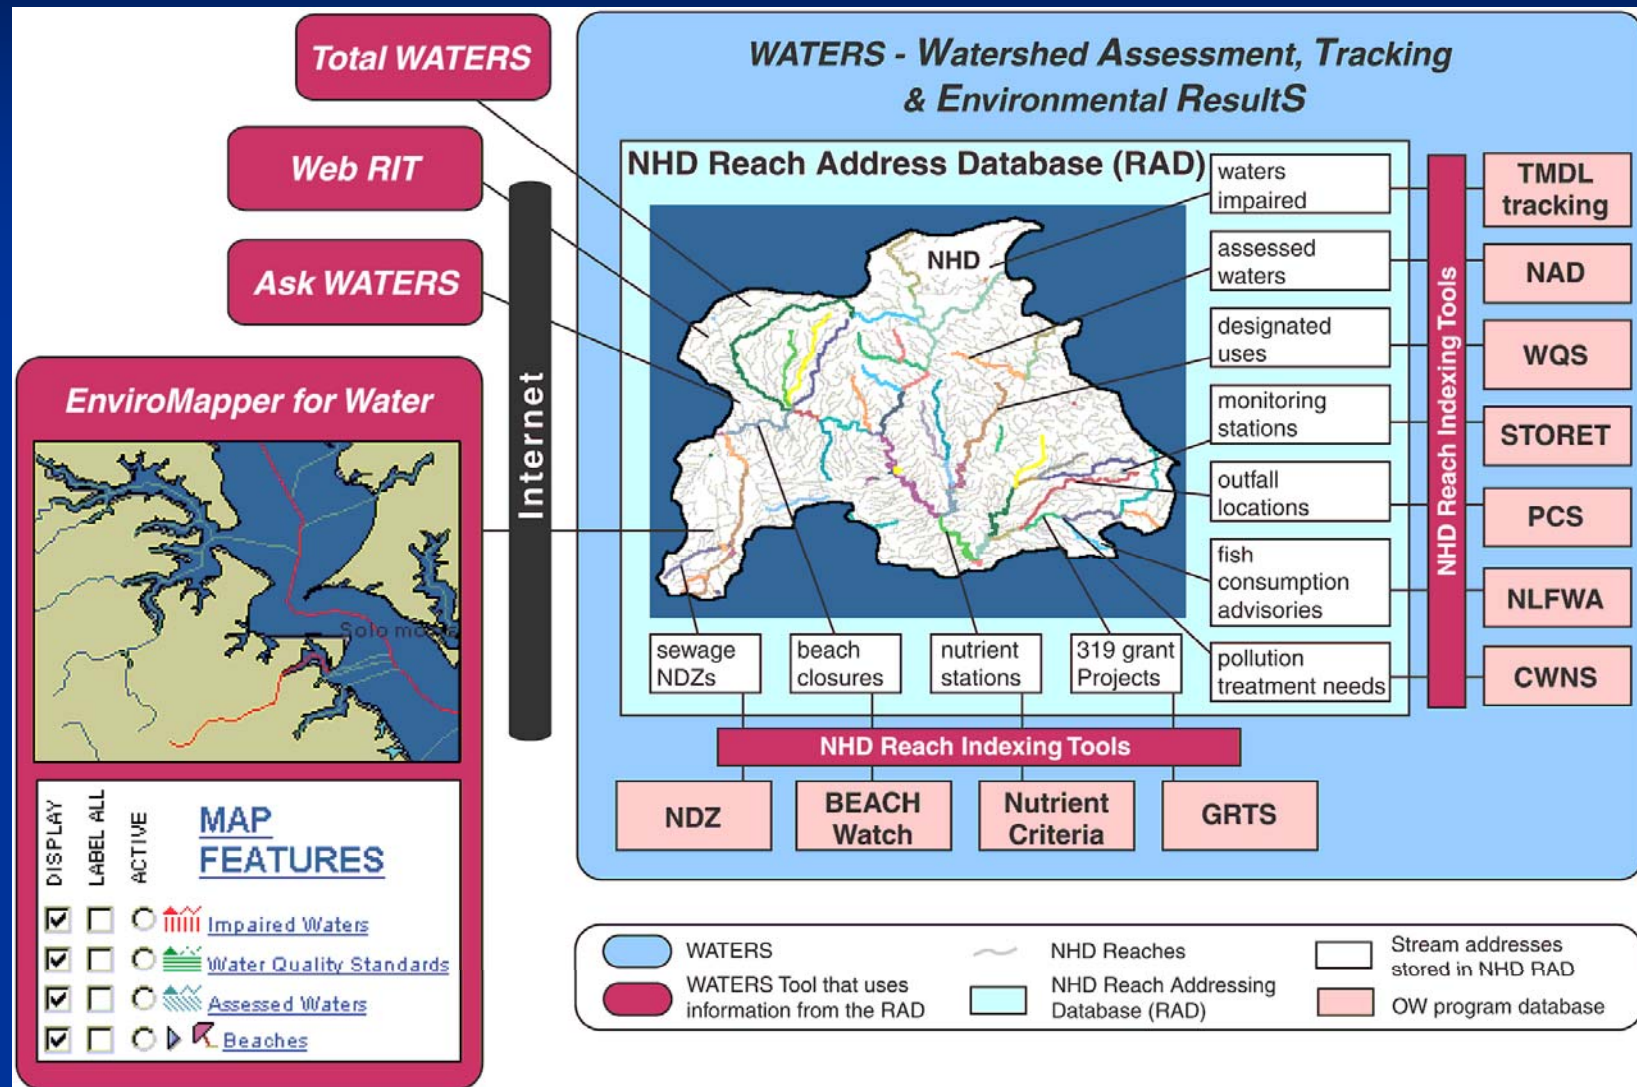 Total WATERS
Web RIT
Ask WATERS
Internet
EnviroMapper for Water
DISPLAY
LABEL ALL
ACTIVE
MAP
FEATURES
Impaired Waters
Water Quality Standards
Assessed Waters
Beaches
WATERS - Watershed Assessment, Tracking
& Environmental ResultS
NHD Reach Address Database (RAD)
NHD
waters
impaired
assessed
waters
designated
uses
monitoring
stations
outfall
locations
fish
consumption
advisories
pollution
treatment needs
sewage
NDZs
beach
closures
nutrient
stations
319 grant
Projects
NHD Reach Indexing Tools
TMDL
tracking
NAD
WQS
STORET
PCS
NLFWA
CWNS
NHD Reach Indexing Tools
NDZ
BEACH
Watch
Nutrient
Criteria
GRTS
WATERS
WATERS Tool that uses
information from the RAD
NHD Reaches
NHD Reach Addressing
Database (RAD)
Stream addresses
stored in NHD RAD
OW program database